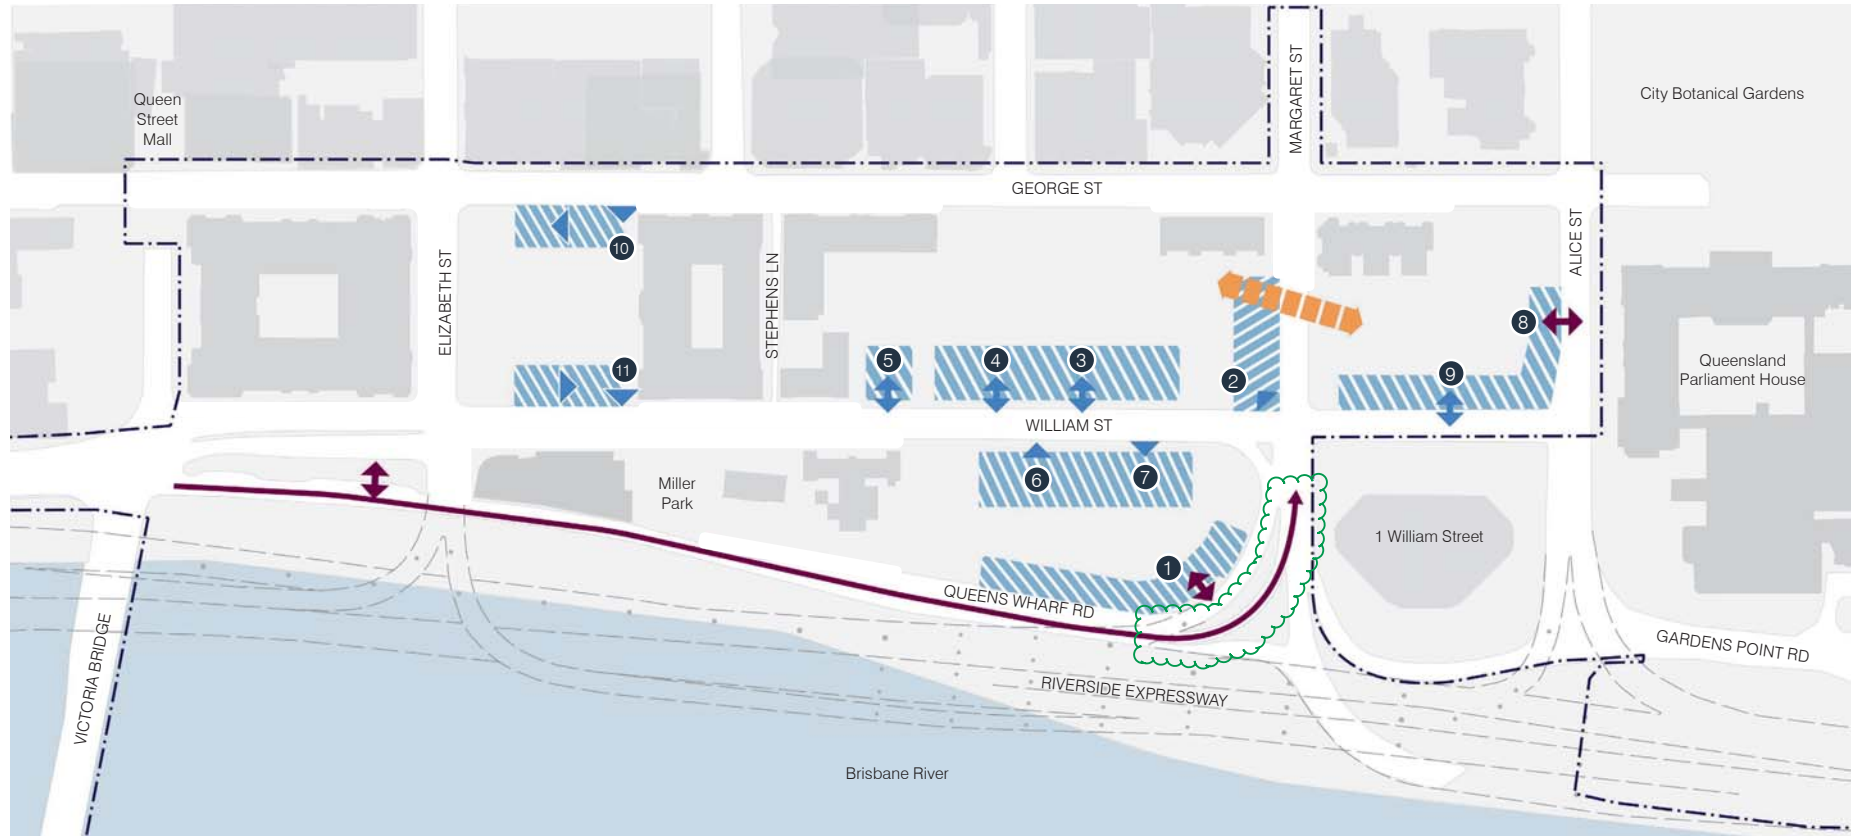 Queen
Street
Mall
MARGARET ST
City Botanical Gardens
GEORGE ST
10
ELIZABETH ST
STEPHENS LN
ALICE ST
8
5
4
3
2
9
11
Queensland
Parliament House
WILLIAM ST
6
7
Miller
Park
1 William Street
1
QUEENS WHARF RD
VICTORIA BRIDGE
GARDENS POINT RD
RIVERSIDE EXPRESSWAY
Brisbane River